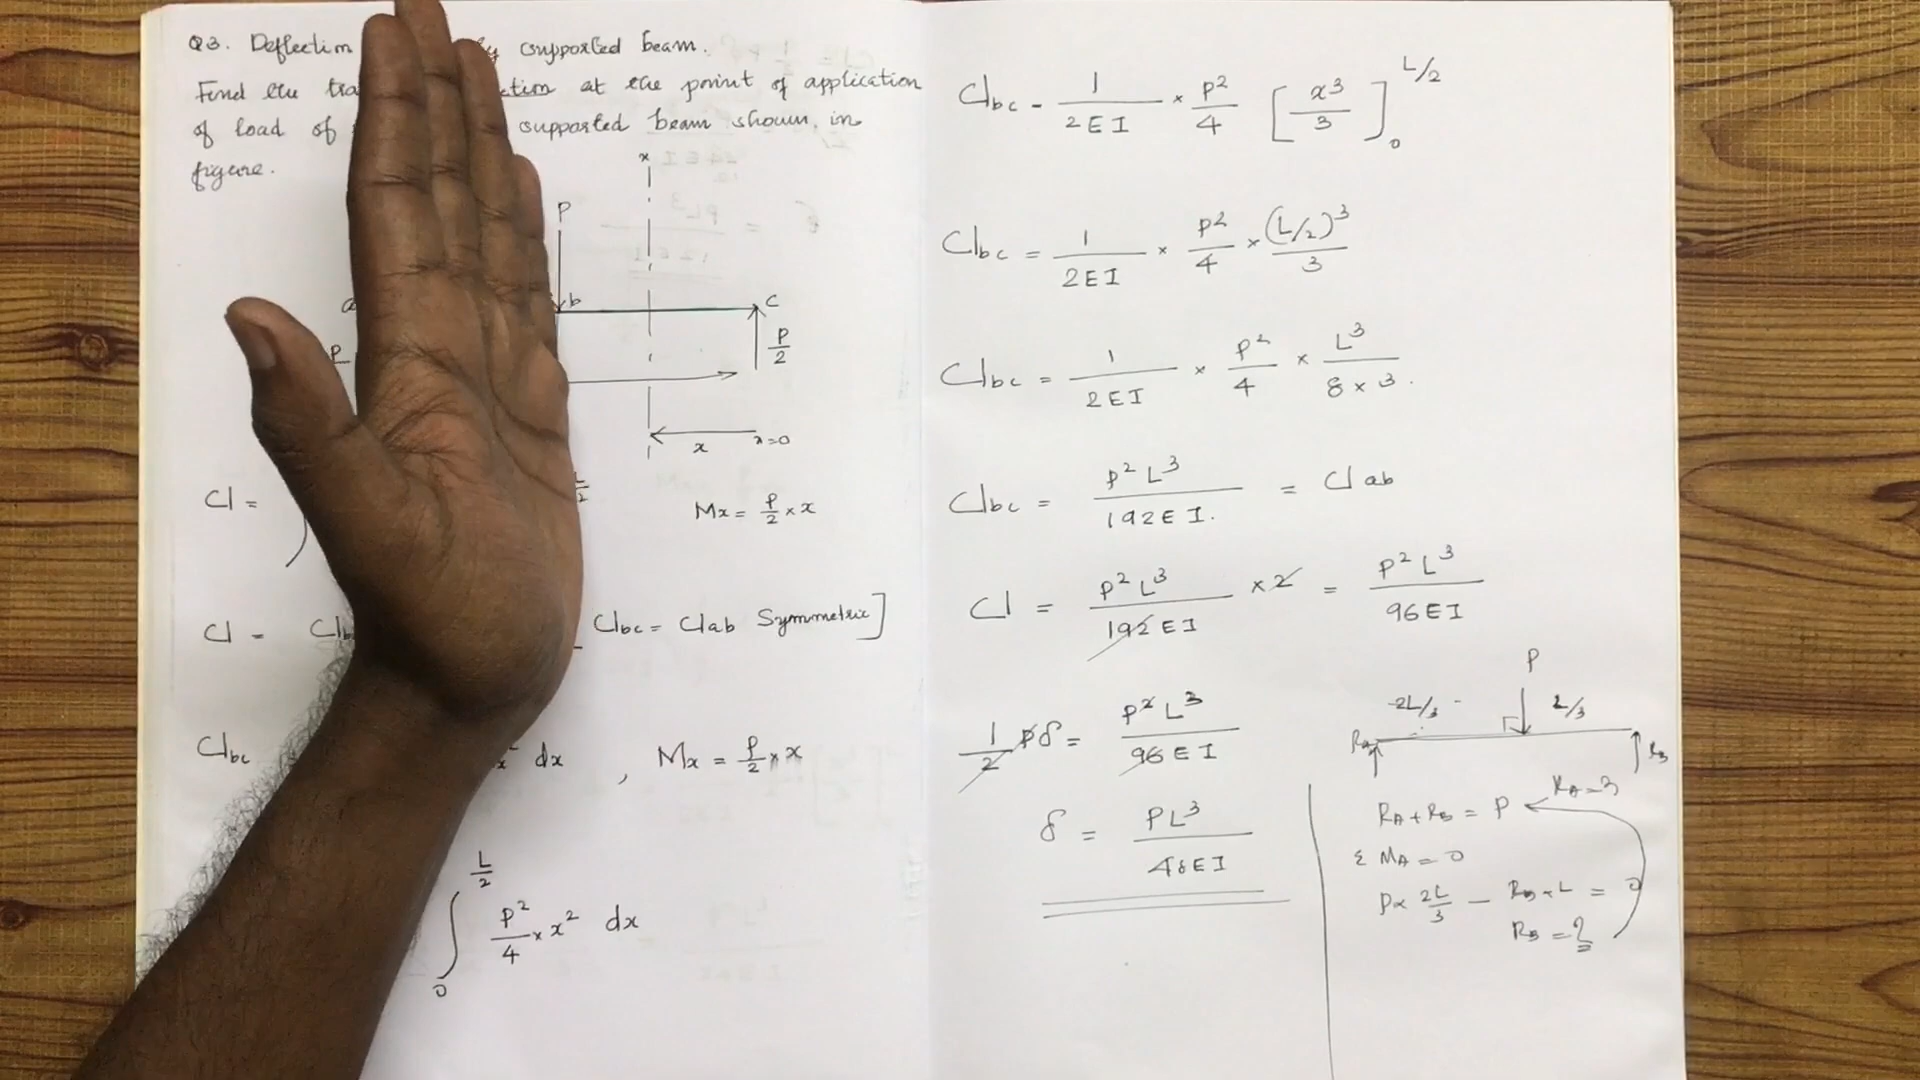 Q3. Deflection supported beam.
Find the at the point of application
of load of supported beam shown in
figure.
x
P
a
b
C
P
P/2
x
x=0
U =
L/2
Mx = P/2 × x
U =
Ubc = Uab Symmetric]
Ubc
dx , Mx = P/2 × x
∫₀^(L/2) P²/4 × x² dx
Ubc = 1/2EI × P²/4 [x³/3]₀^(L/2)
Ubc = 1/2EI × P²/4 × (L/2)³/3
Ubc = 1/2EI × P²/4 × L³/8×3.
Ubc = P²L³/192EI. = Uab
U = P²L³/192EI × 2 = P²L³/96EI
1/2 Pδ = P²L³/96EI
δ = PL³/48EI
P
2L/3
L/3
RA
RB
RA + RB = P
RA = ?
Σ MA = 0
P × 2L/3 - RB × L = 0
RB = ?